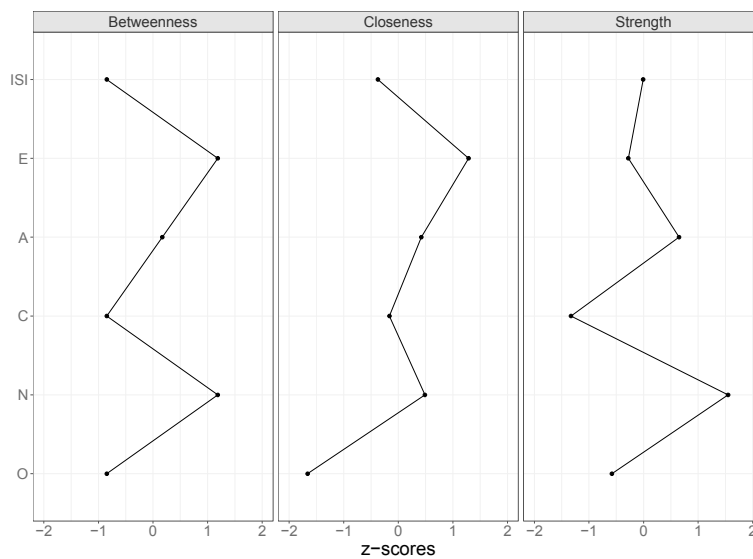 Betweenness Closeness Strength
ISI
E
A
C
N
O
−2 −1 0 1 2 −2 −1 0 1 2 −2 −1 0 1 2
z−scores